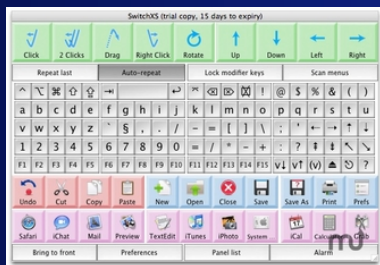 SwitchXS (trial copy, 15 days to expiry)
Click 2 Clicks Drag Right Click Rotate Up Down Left Right
Repeat last Auto-repeat Lock modifier keys Scan menus
! @ $ % & ( )
a b c d e f g h i j k l m n o p q r s t u
v w x y z ` § , . / – = [ ] \ ; '
1 2 3 4 5 6 7 8 9 0 = / * - + : ?
F1 F2 F3 F4 F5 F6 F7 F8 F9 F10 F11 F12 F13 F14 F15 v↓ v↑ (v) ?
Undo Cut Copy Paste New Open Close Save Save As Print Prefs
Safari iChat Mail Preview TextEdit iTunes iPhoto System iCal Grab
Bring to front Preferences Panel list Alarm
mu